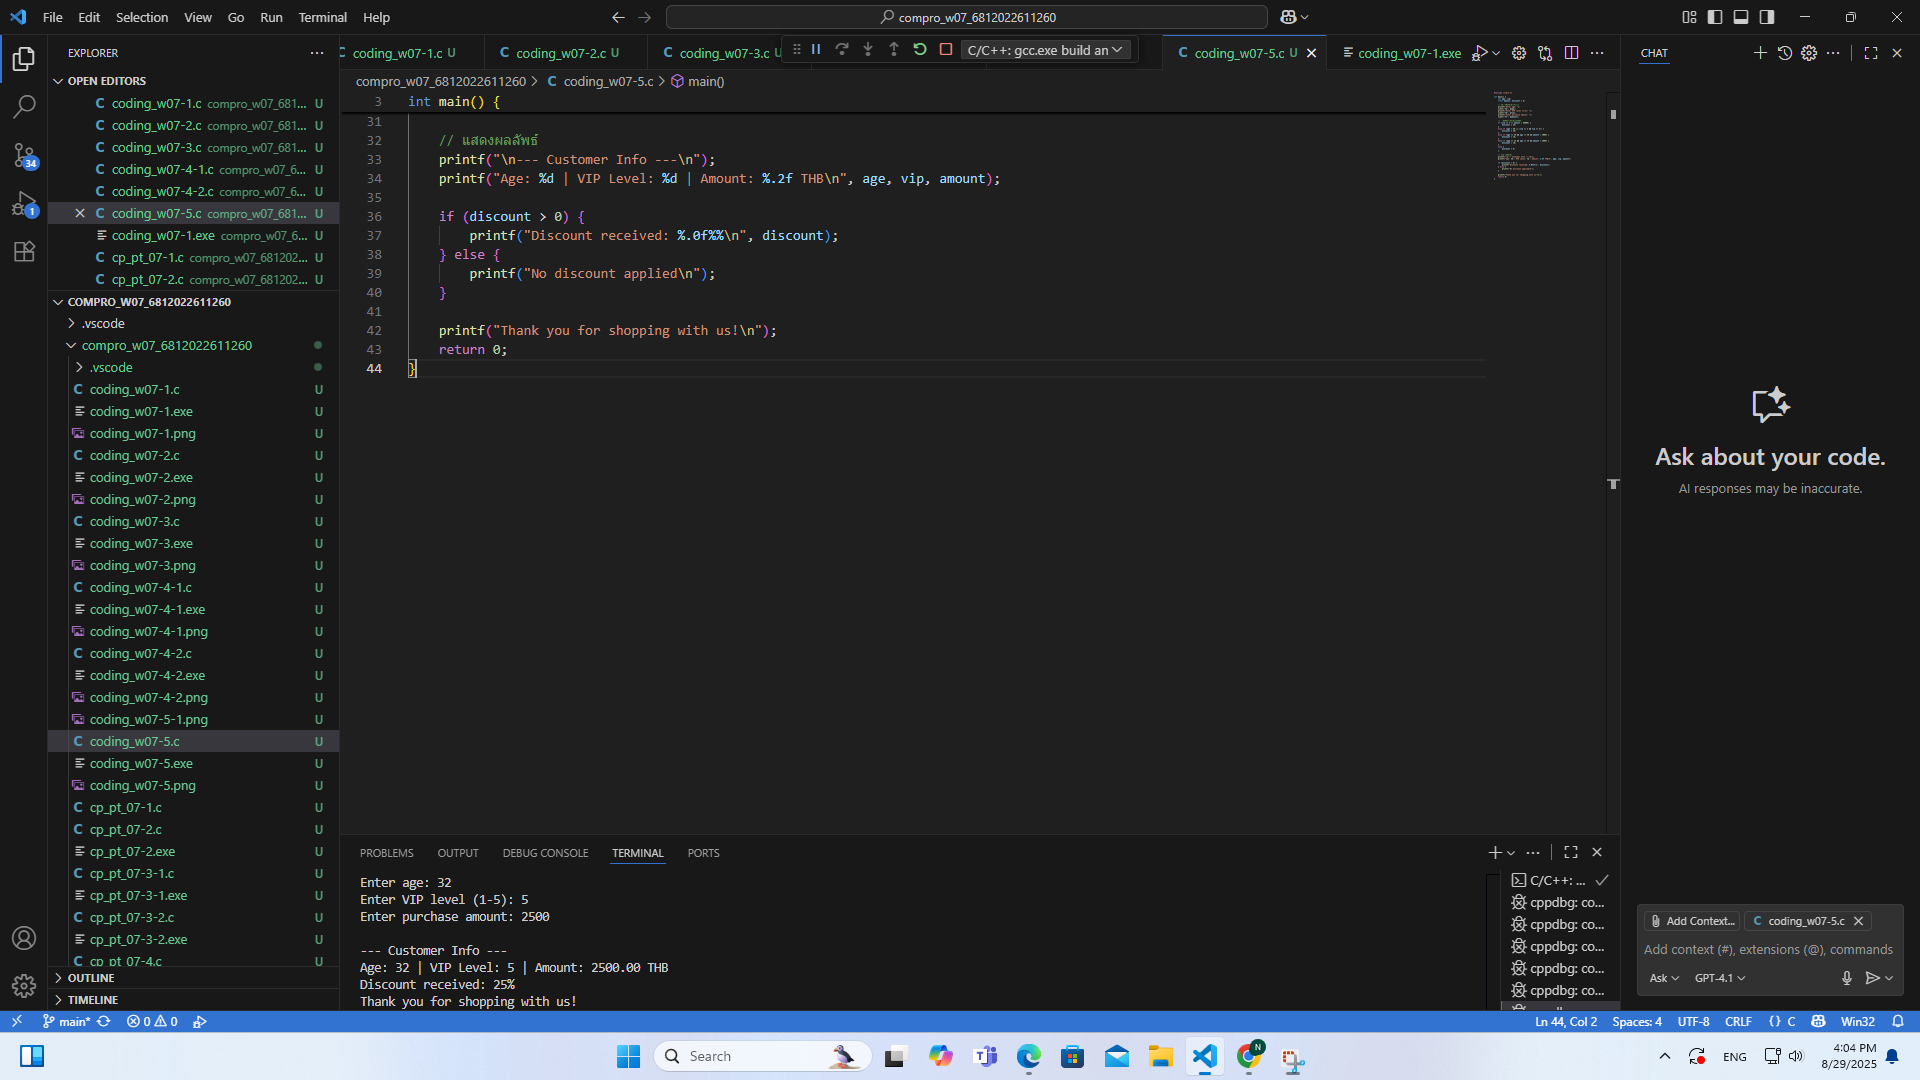 File Edit Selection View Go Run Terminal Help
compro_w07_6812022611260
EXPLORER
OPEN EDITORS
coding_w07-1.c compro_w07_681... U
coding_w07-2.c compro_w07_681... U
coding_w07-3.c compro_w07_681... U
coding_w07-4-1.c compro_w07_6... U
coding_w07-4-2.c compro_w07_6... U
coding_w07-5.c compro_w07_681... U
coding_w07-1.exe compro_w07_6... U
cp_pt_07-1.c compro_w07_681202... U
cp_pt_07-2.c compro_w07_681202... U
34
1
COMPRO_W07_6812022611260
.vscode
compro_w07_6812022611260
.vscode
coding_w07-1.c U
coding_w07-1.exe U
coding_w07-1.png U
coding_w07-2.c U
coding_w07-2.exe U
coding_w07-2.png U
coding_w07-3.c U
coding_w07-3.exe U
coding_w07-3.png U
coding_w07-4-1.c U
coding_w07-4-1.exe U
coding_w07-4-1.png U
coding_w07-4-2.c U
coding_w07-4-2.exe U
coding_w07-4-2.png U
coding_w07-5-1.png U
coding_w07-5.c U
coding_w07-5.exe U
coding_w07-5.png U
cp_pt_07-1.c U
cp_pt_07-2.c U
cp_pt_07-2.exe U
cp_pt_07-3-1.c U
cp_pt_07-3-1.exe U
cp_pt_07-3-2.c U
cp_pt_07-3-2.exe U
cp_pt_07-4.c U
OUTLINE
TIMELINE
coding_w07-1.c U coding_w07-2.c U coding_w07-3.c U C/C++: gcc.exe build an coding_w07-5.c U coding_w07-1.exe
compro_w07_6812022611260 > coding_w07-5.c > main()
3 int main() {
31
32 // แสดงผลลัพธ์
33 printf("\n--- Customer Info ---\n");
34 printf("Age: %d | VIP Level: %d | Amount: %.2f THB\n", age, vip, amount);
35
36 if (discount > 0) {
37 printf("Discount received: %.0f%%\n", discount);
38 } else {
39 printf("No discount applied\n");
40 }
41
42 printf("Thank you for shopping with us!\n");
43 return 0;
44 }
PROBLEMS OUTPUT DEBUG CONSOLE TERMINAL PORTS
Enter age: 32
Enter VIP level (1-5): 5
Enter purchase amount: 2500
--- Customer Info ---
Age: 32 | VIP Level: 5 | Amount: 2500.00 THB
Discount received: 25%
Thank you for shopping with us!
C/C++: ...
cppdbg: co...
cppdbg: co...
cppdbg: co...
cppdbg: co...
cppdbg: co...
CHAT
Ask about your code.
AI responses may be inaccurate.
Add Context... coding_w07-5.c
Add context (#), extensions (@), commands
Ask GPT-4.1
main* 0 0
Ln 44, Col 2 Spaces: 4 UTF-8 CRLF {} C Win32
Search
N
ENG
4:04 PM
8/29/2025